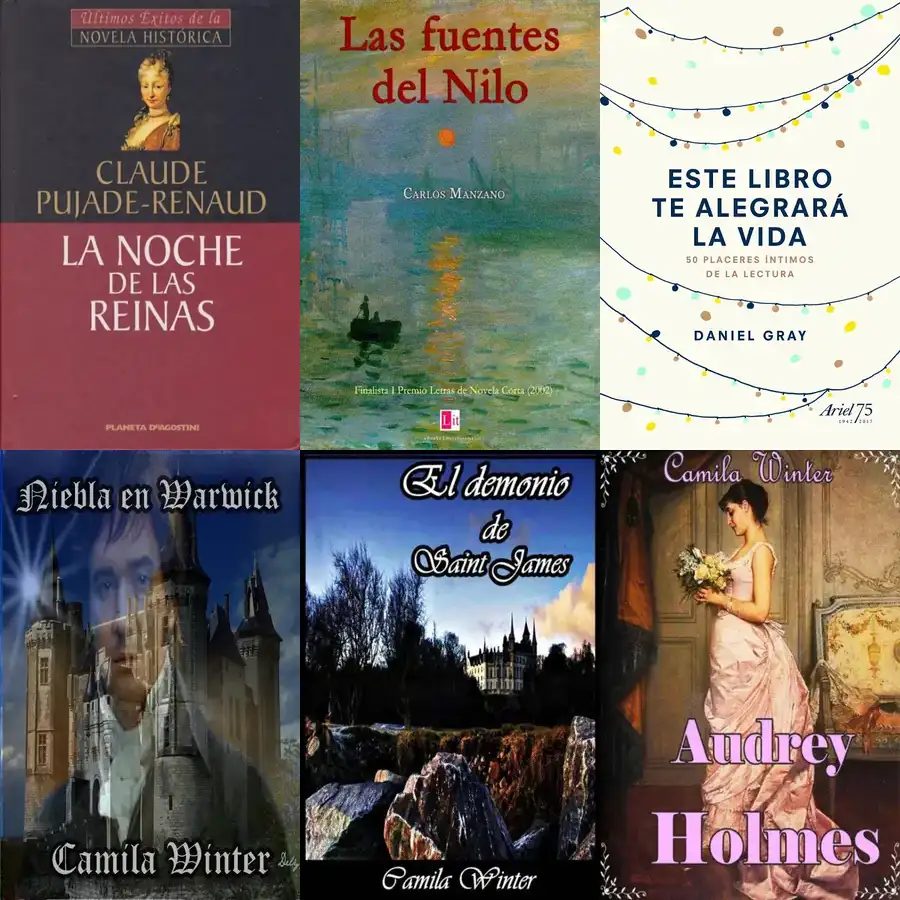 Últimos Éxitos de la
NOVELA HISTÓRICA
CLAUDE
PUJADE-RENAUD
LA NOCHE
DE LAS
REINAS
PLANETA DEAGOSTINI
Las fuentes
del Nilo
CARLOS MANZANO
Finalista I Premio Letras de Novela Corta (2002)
Lit
ESTE LIBRO
TE ALEGRARÁ
LA VIDA
50 PLACERES ÍNTIMOS
DE LA LECTURA
DANIEL GRAY
Ariel 75
1942 2017
Niebla en Warwick
Camila Winter
El demonio
de
Saint James
Camila Winter
Camila Winter
Audrey
Holmes